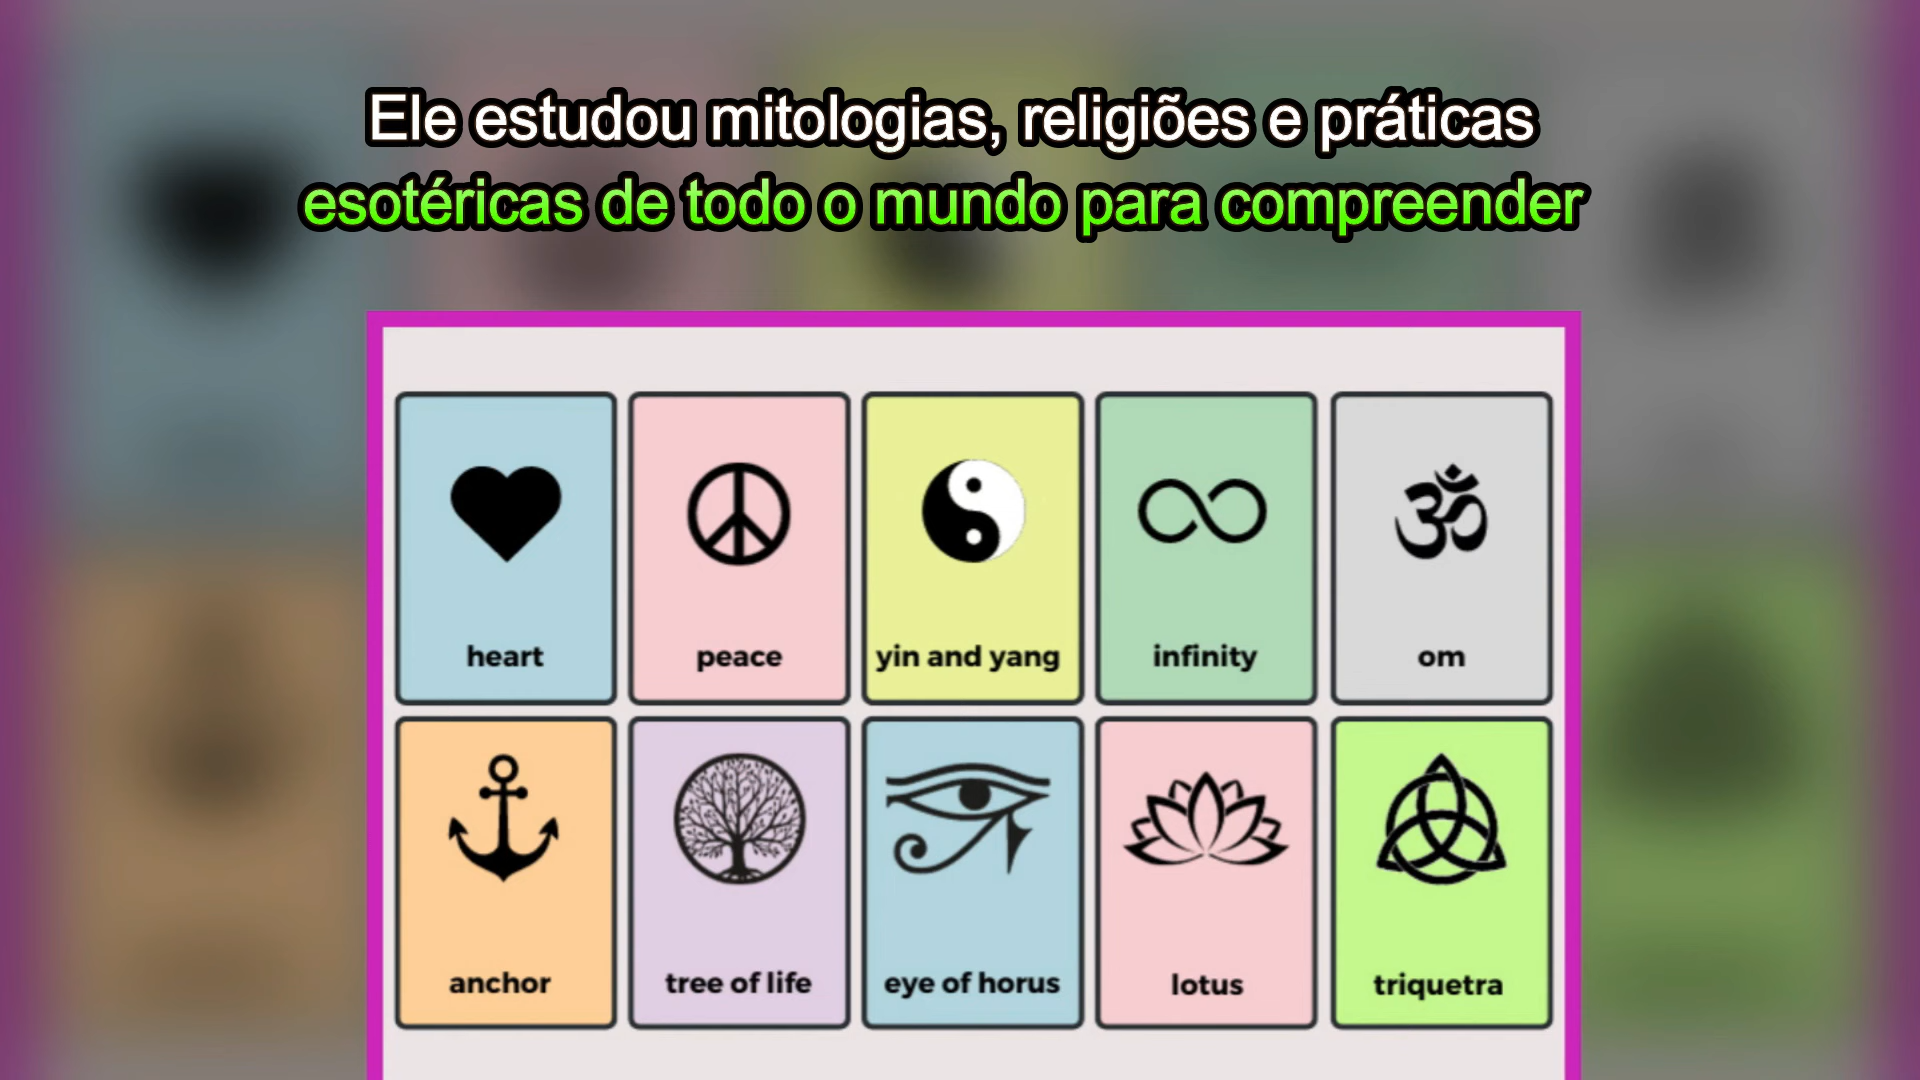 Ele estudou mitologias, religiões e práticas
esotéricas de todo o mundo para compreender
heart
peace
yin and yang
infinity
om
anchor
tree of life
eye of horus
lotus
triquetra